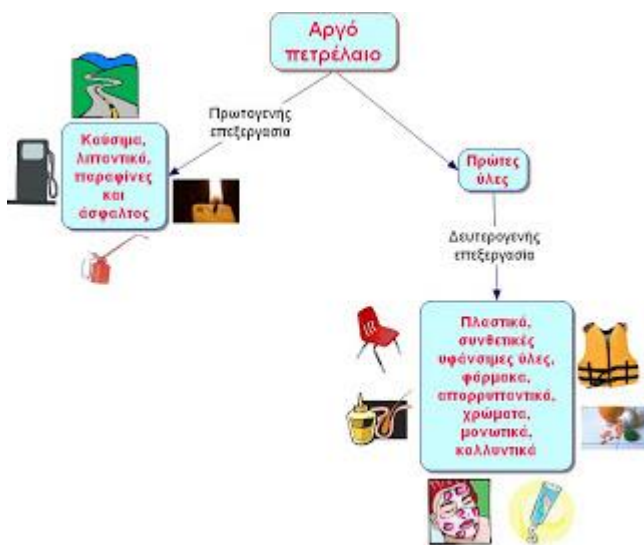 Αργό
πετρέλαιο
Πρωτογενής
επεξεργασία
Καύσιμα,
λιπαντικά,
παραφίνες
και
άσφαλτος
Πρώτες
ύλες
Δευτερογενής
επεξεργασία
Πλαστικά,
συνθετικές
υφάνσιμες ύλες,
φάρμακα,
απορρυπαντικά,
χρώματα,
μονωτικά,
καλλυντικά